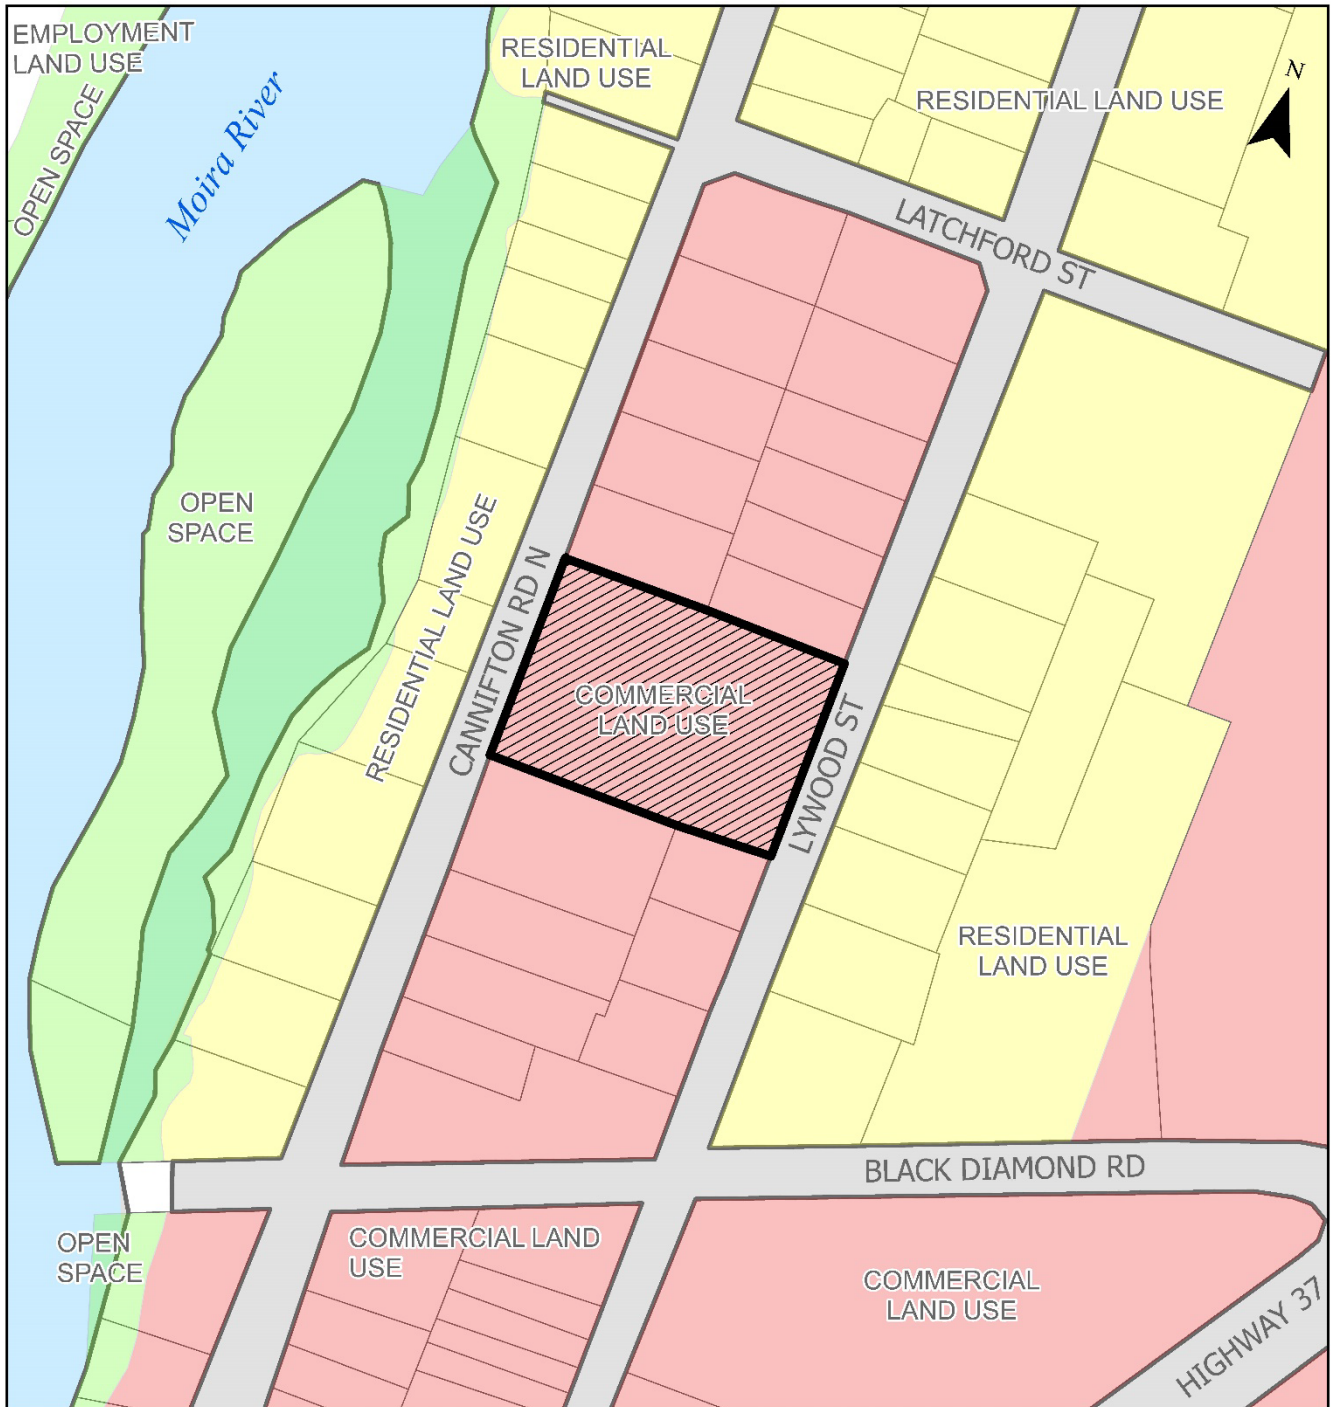 EMPLOYMENT
LAND USE
OPEN SPACE
Moira River
RESIDENTIAL
LAND USE
RESIDENTIAL LAND USE
N
LATCHFORD ST
OPEN
SPACE
RESIDENTIAL LAND USE
CANNIFTON RD N
COMMERCIAL
LAND USE
LYWOOD ST
RESIDENTIAL
LAND USE
BLACK DIAMOND RD
OPEN
SPACE
COMMERCIAL LAND
USE
COMMERCIAL
LAND USE
HIGHWAY 37